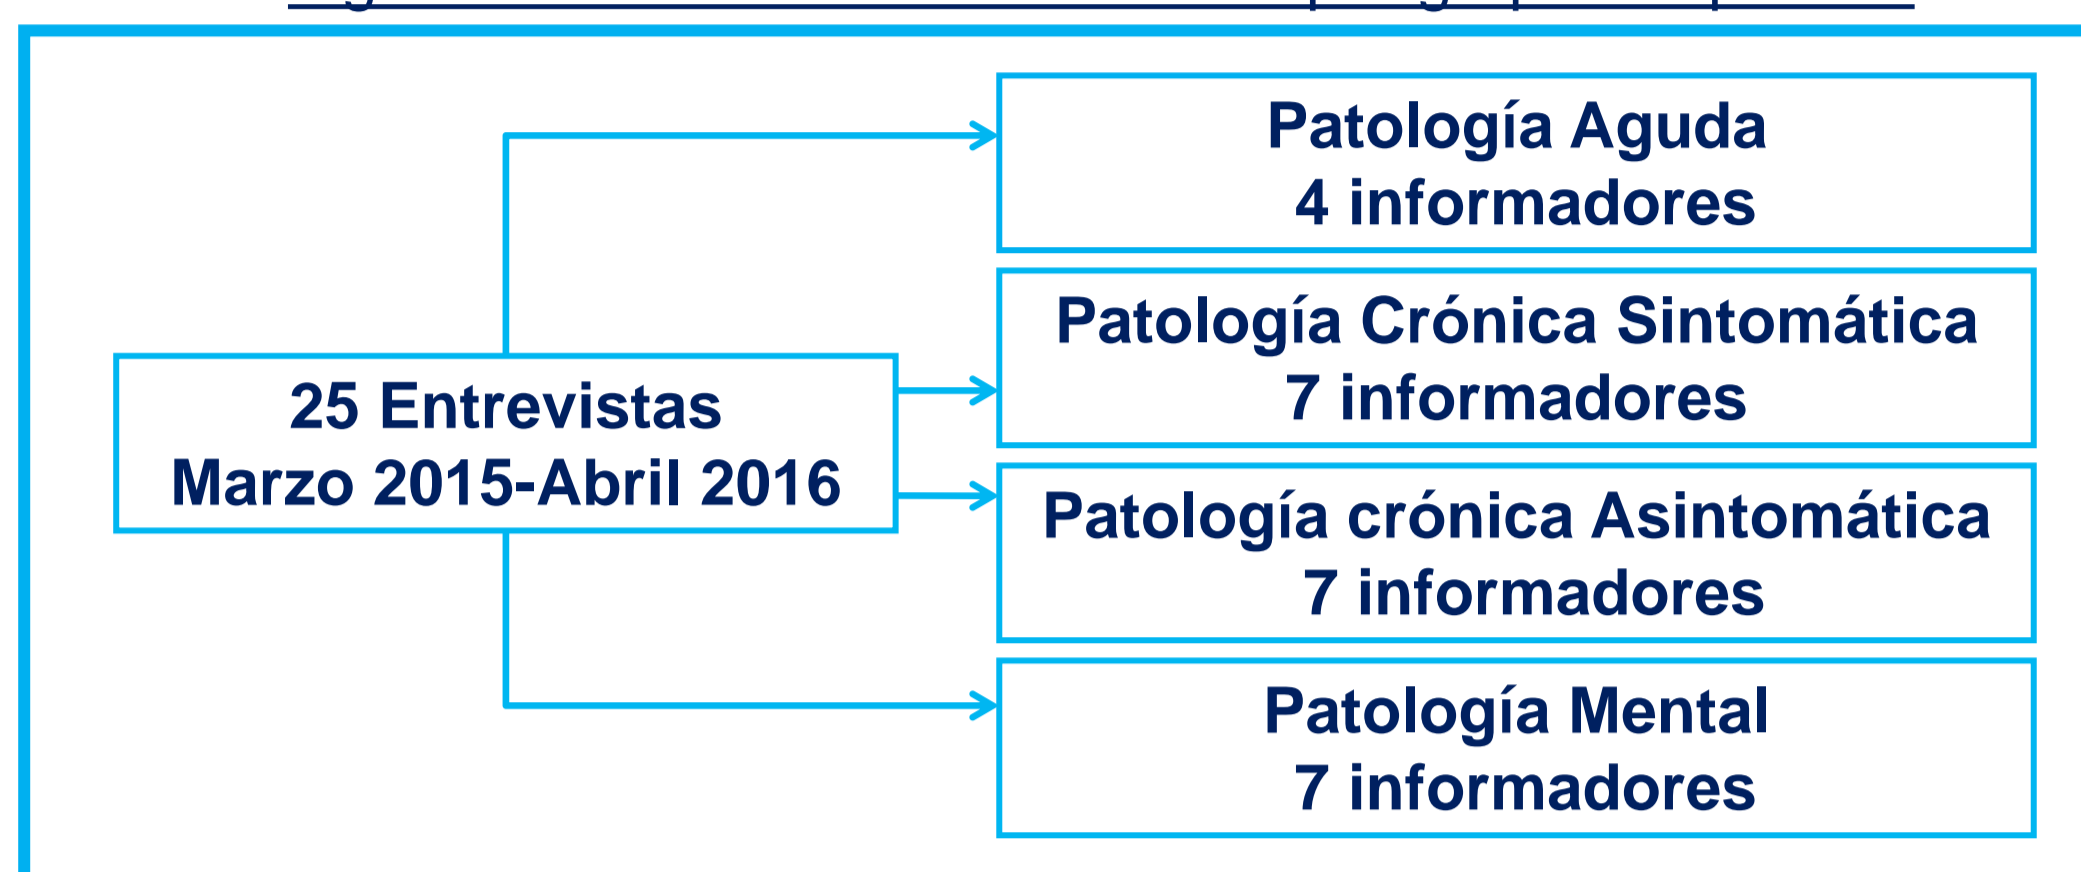 25 Entrevistas
Marzo 2015-Abril 2016
Patología Aguda
4 informadores
Patología Crónica Sintomática
7 informadores
Patología crónica Asintomática
7 informadores
Patología Mental
7 informadores